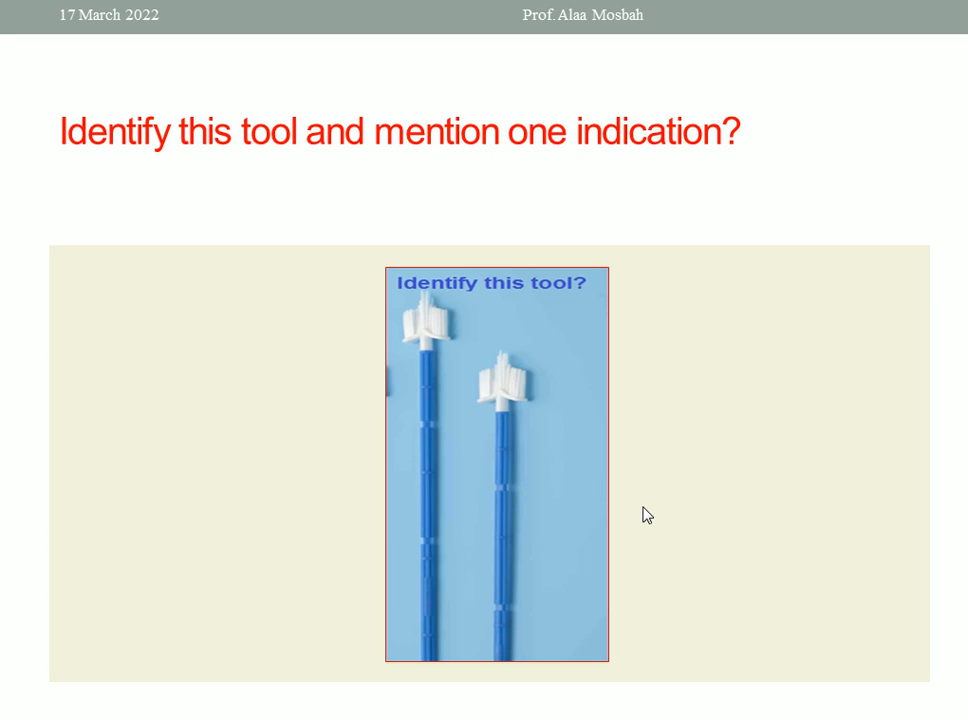 17 March 2022 Prof. Alaa Mosbah
Identify this tool and mention one indication?
Identify this tool?